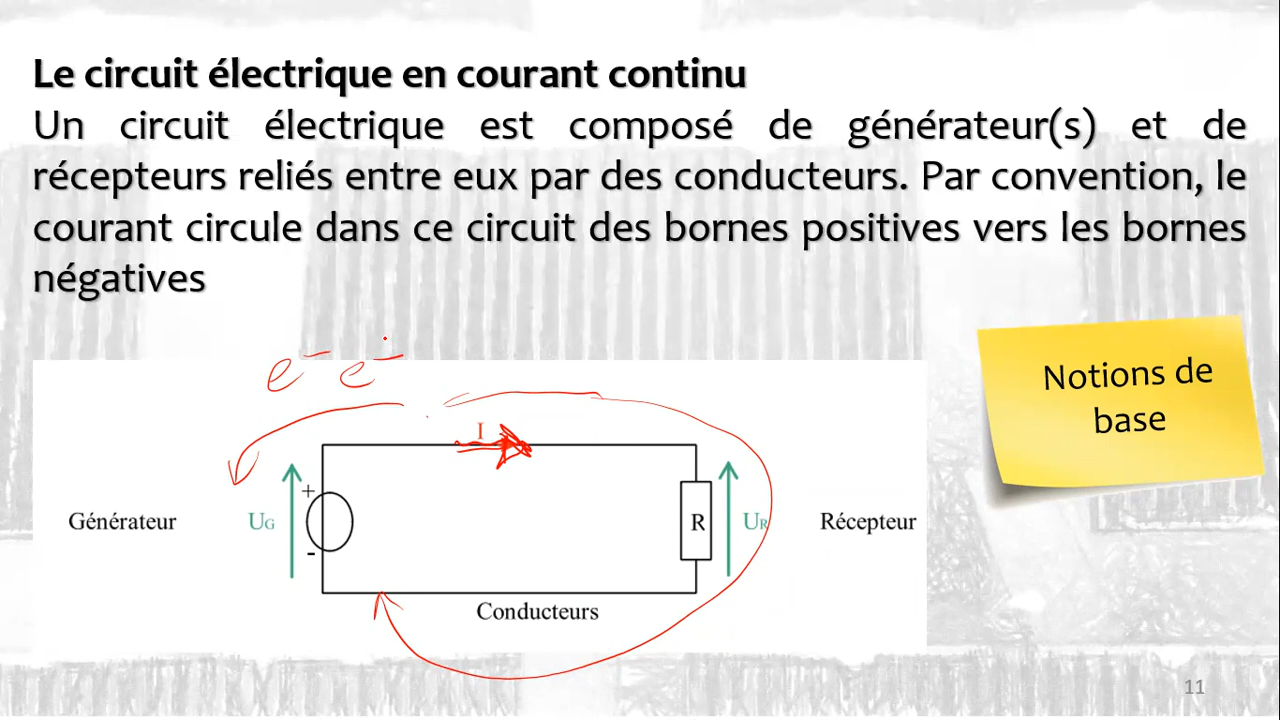 Le circuit électrique en courant continu
Un circuit électrique est composé de générateur(s) et de
récepteurs reliés entre eux par des conducteurs. Par convention, le
courant circule dans ce circuit des bornes positives vers les bornes
négatives
Notions de
base
e⁻ e⁻
I
+
Générateur
UG
-
R
UR
Récepteur
Conducteurs
11